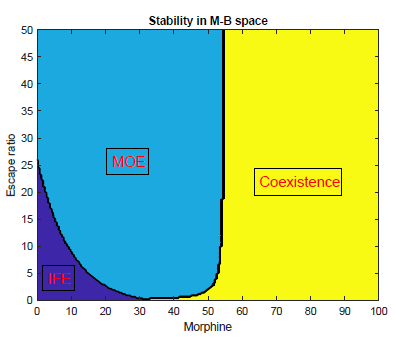 Stability in M-B space
50
45
40
35
30
25
20
15
10
5
0
Escape ratio
MOE
Coexistence
IFE
0 10 20 30 40 50 60 70 80 90 100
Morphine